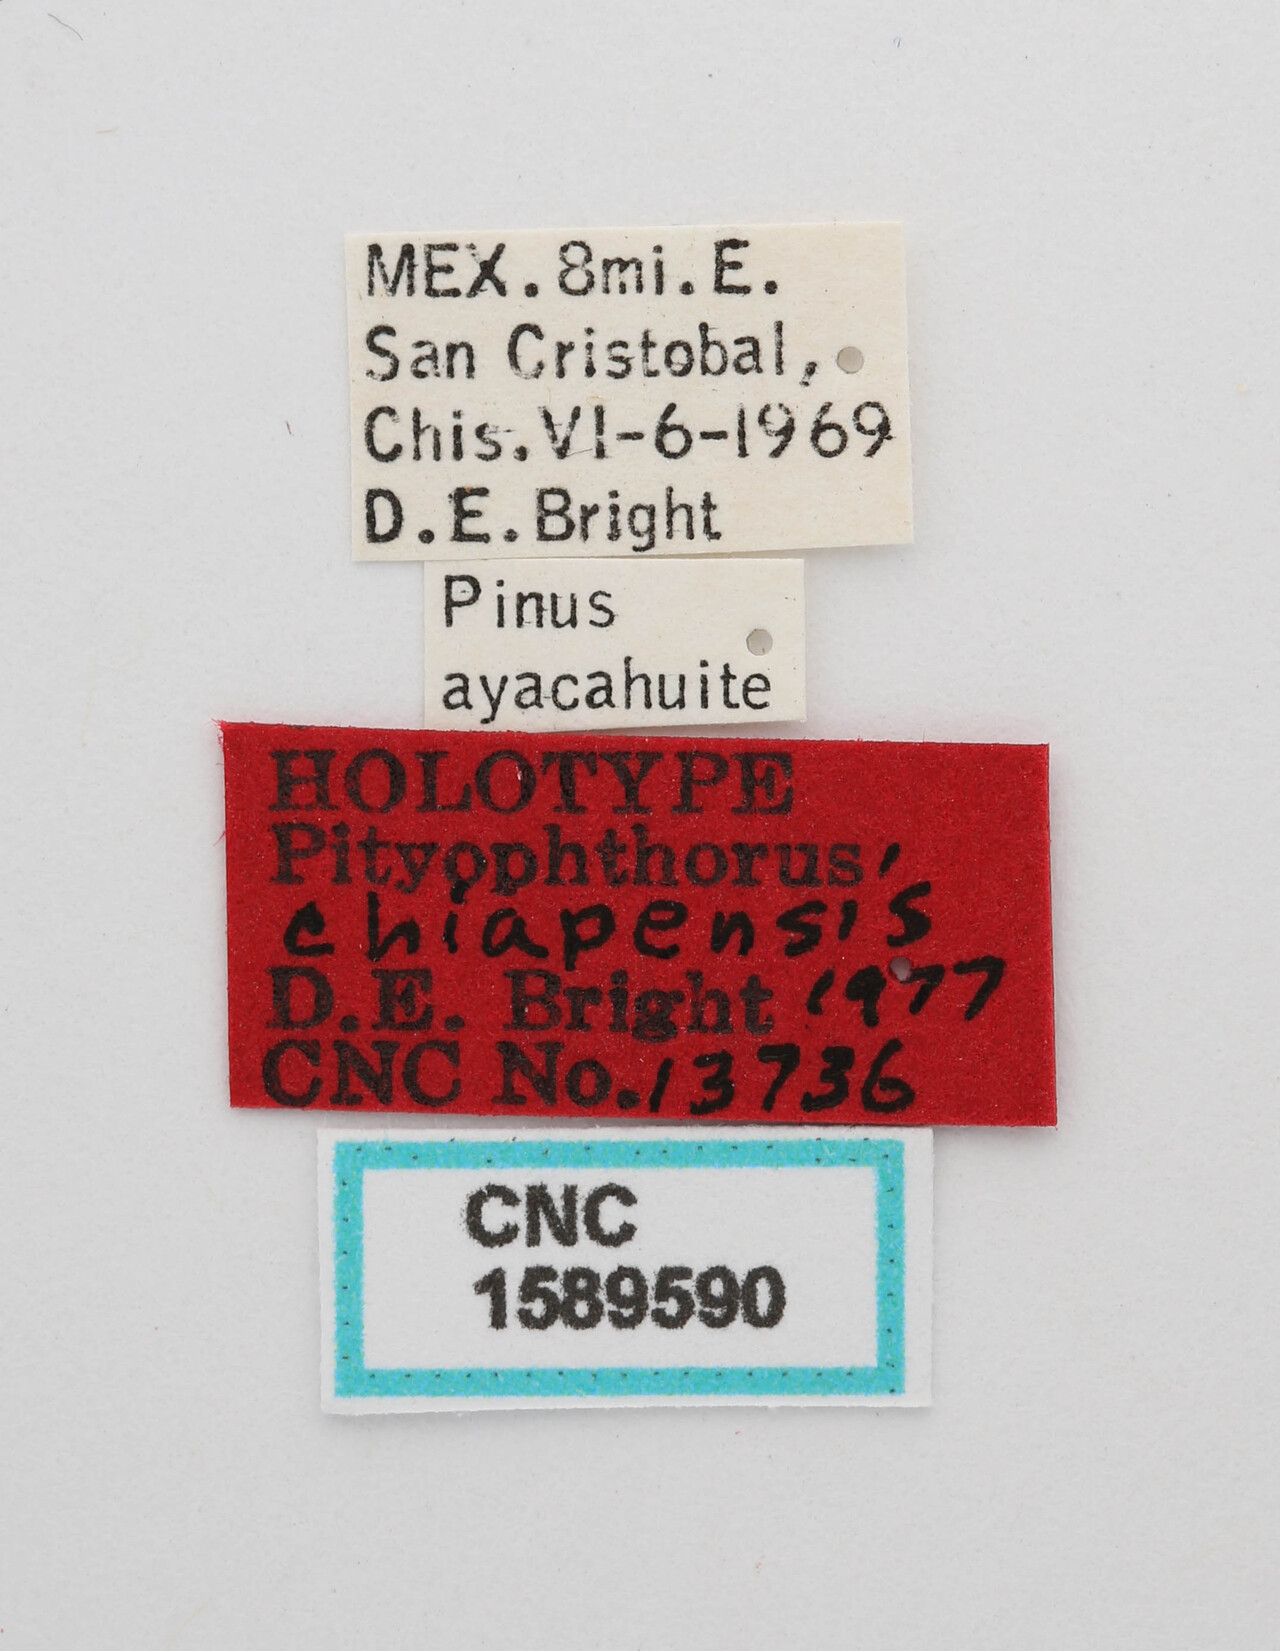 MEX. 8mi. E.
San Cristobal,
Chis. VI-6-1969
D.E. Bright
Pinus
ayacahuite
HOLOTYPE
Pityophthorus
chiapensis
D.E. Bright 1977
CNC No. 13736
CNC
1589590